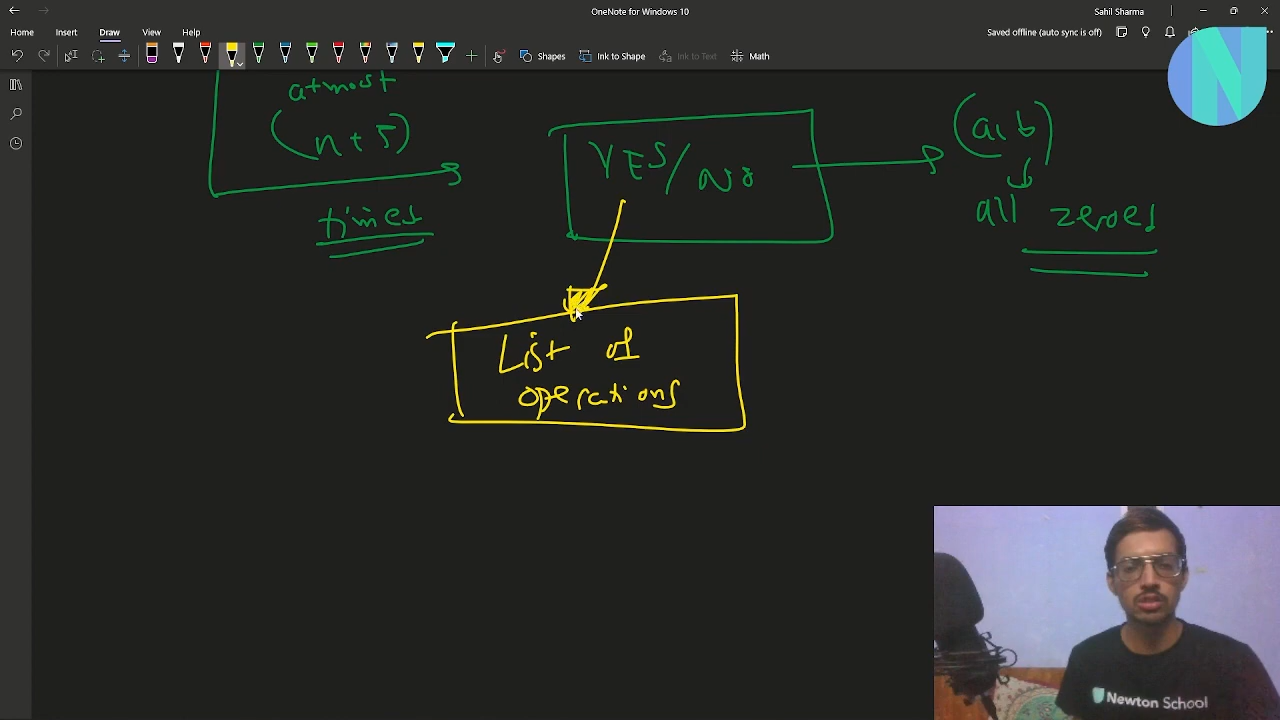 OneNote for Windows 10
Sahil Sharma
Home Insert Draw View Help
Saved offline (auto sync is off)
Shapes Ink to Shape Ink to Text Math
atmost
(n+5)
times
YES/NO
(a, b)
all zeroes
List of
operations
Newton School